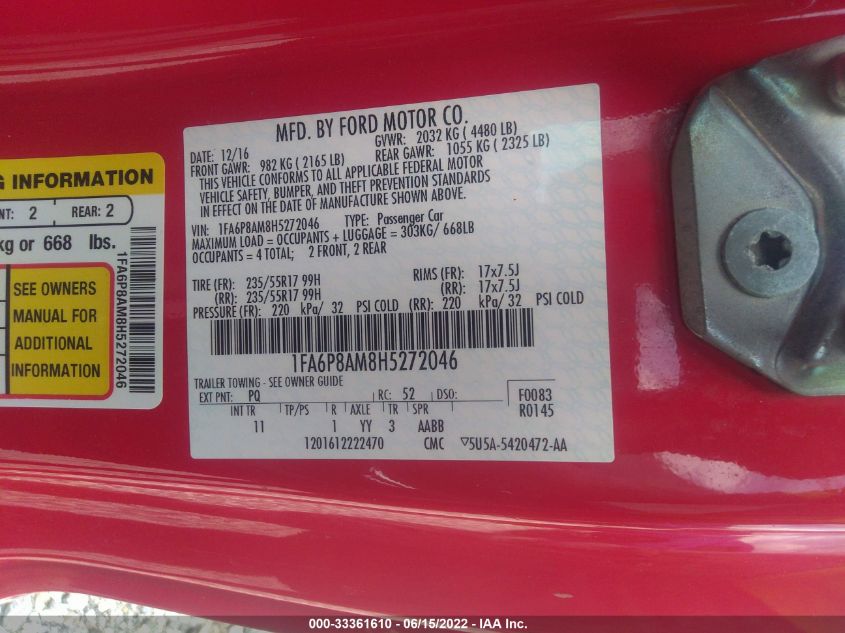 G INFORMATION
NT: 2 REAR: 2
kg or 668 lbs.
SEE OWNERS
MANUAL FOR
ADDITIONAL
INFORMATION
1FA6P8AM8H5272046
MFD. BY FORD MOTOR CO.
DATE: 12/16 GVWR: 2032 KG ( 4480 LB)
FRONT GAWR: 982 KG ( 2165 LB) REAR GAWR: 1055 KG ( 2325 LB)
THIS VEHICLE CONFORMS TO ALL APPLICABLE FEDERAL MOTOR
VEHICLE SAFETY, BUMPER, AND THEFT PREVENTION STANDARDS
IN EFFECT ON THE DATE OF MANUFACTURE SHOWN ABOVE.
VIN: 1FA6P8AM8H5272046 TYPE: Passenger Car
MAXIMUM LOAD = OCCUPANTS + LUGGAGE = 303KG/ 668LB
OCCUPANTS = 4 TOTAL; 2 FRONT, 2 REAR
TIRE (FR): 235/55R17 99H RIMS (FR): 17x7.5J
(RR): 235/55R17 99H (RR): 17x7.5J
PRESSURE (FR): 220 kPa/ 32 PSI COLD (RR): 220 kPa/ 32 PSI COLD
1FA6P8AM8H5272046
TRAILER TOWING - SEE OWNER GUIDE
EXT PNT: PQ RC: 52 DSO: F0083
INT TR TP/PS R AXLE TR SPR R0145
11 1 YY 3 AABB
1201612222470 CMC ▽5U5A-5420472-AA
000-33361610 - 06/15/2022 - IAA Inc.